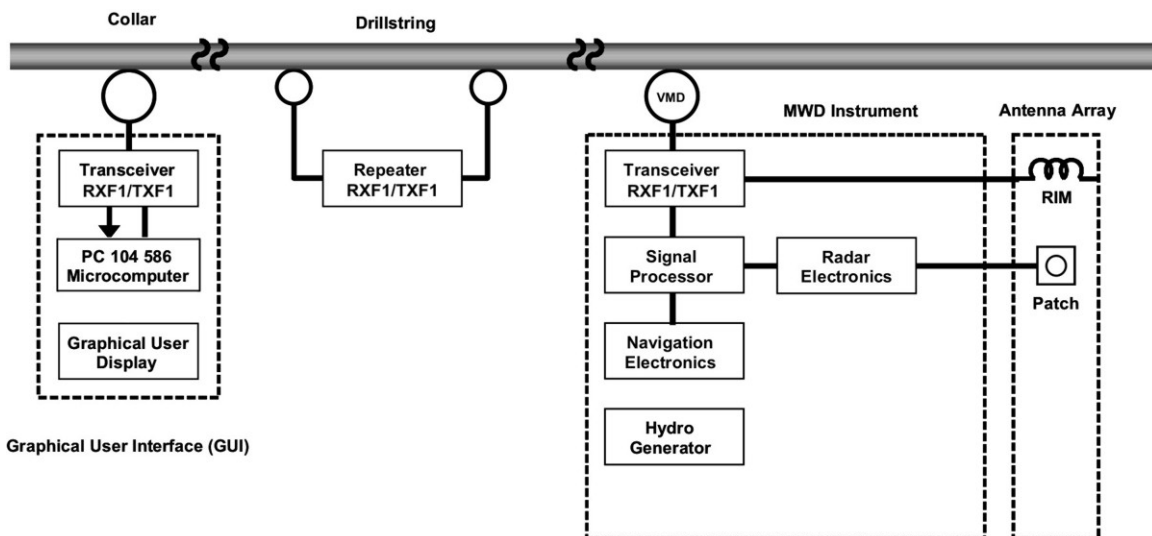 Collar
Drillstring
VMD
MWD Instrument
Antenna Array
Transceiver
RXF1/TXF1
Repeater
RXF1/TXF1
Transceiver
RXF1/TXF1
RIM
PC 104 586
Microcomputer
Signal
Processor
Radar
Electronics
Patch
Graphical User
Display
Navigation
Electronics
Hydro
Generator
Graphical User Interface (GUI)